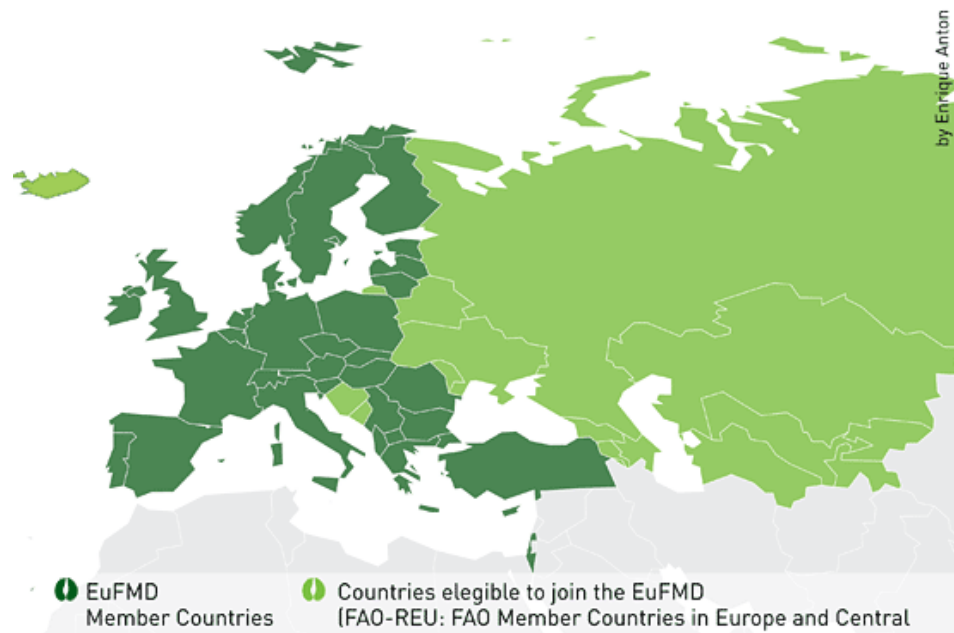 by Enrique Anton
EuFMD
Member Countries
Countries elegible to join the EuFMD
(FAO-REU: FAO Member Countries in Europe and Central